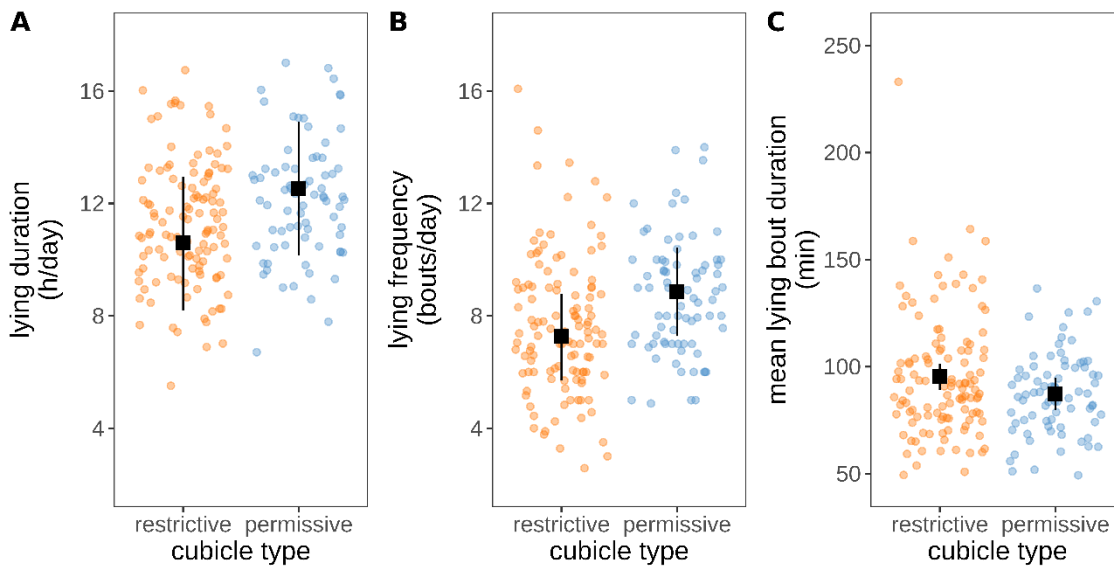 A
lying duration
(h/day)
16
12
8
4
restrictive permissive
cubicle type
B
lying frequency
(bouts/day)
16
12
8
4
restrictive permissive
cubicle type
C
mean lying bout duration
(min)
250
200
150
100
50
restrictive permissive
cubicle type